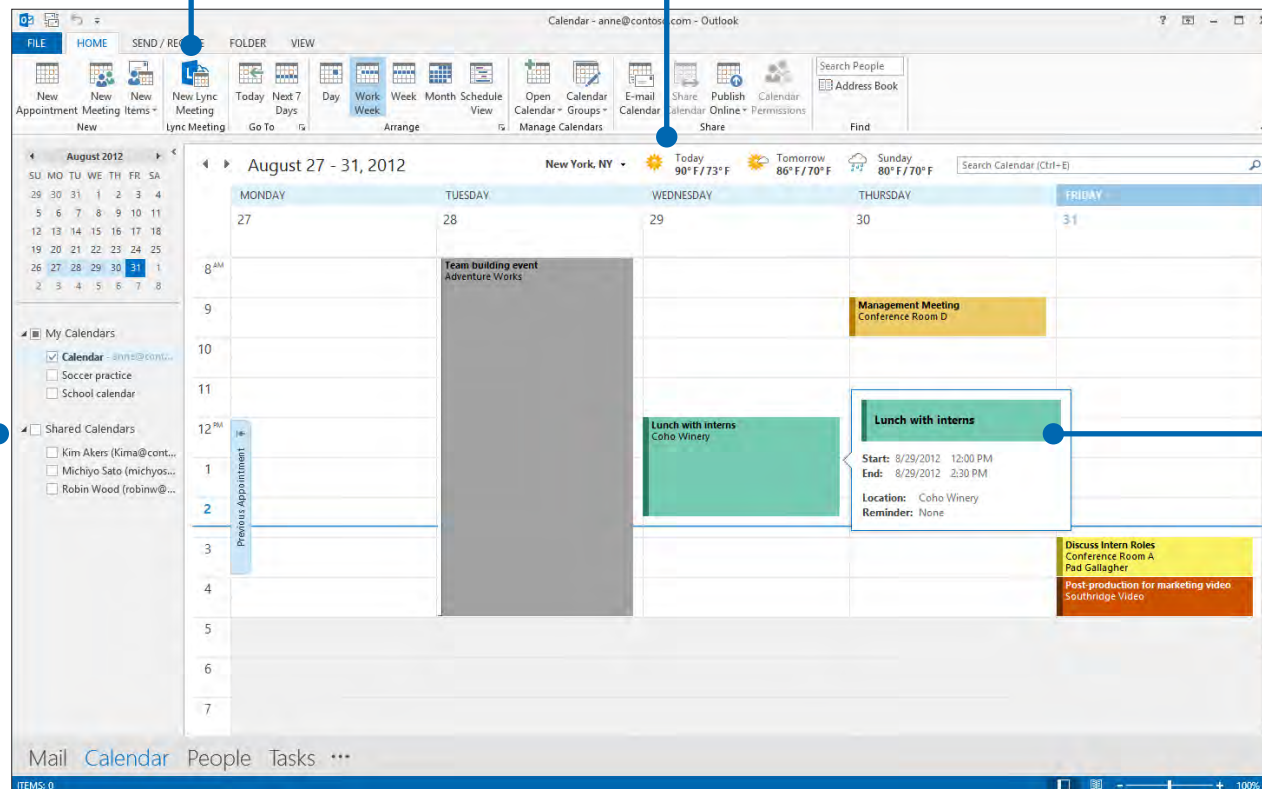 Calendar - anne@contoso.com - Outlook
FILE HOME SEND / RECEIVE FOLDER VIEW
New Appointment
New Meeting
New Items
New Lync Meeting
Today
Next 7 Days
Day
Work Week
Week
Month
Schedule View
Open Calendar
Calendar Groups
E-mail Calendar
Share Calendar
Publish Online
Calendar Permissions
Search People
Address Book
New
Lync Meeting
Go To
Arrange
Manage Calendars
Share
Find
August 2012
SU MO TU WE TH FR SA
29 30 31 1 2 3 4
5 6 7 8 9 10 11
12 13 14 15 16 17 18
19 20 21 22 23 24 25
26 27 28 29 30 31 1
2 3 4 5 6 7 8
My Calendars
Calendar - anne@cont...
Soccer practice
School calendar
Shared Calendars
Kim Akers (Kima@cont...
Michiyo Sato (michyos...
Robin Wood (robinw@...
August 27 - 31, 2012
New York, NY
Today
90° F / 73° F
Tomorrow
86° F / 70° F
Sunday
80° F / 70° F
Search Calendar (Ctrl+E)
MONDAY TUESDAY WEDNESDAY THURSDAY FRIDAY
27 28 29 30 31
8 AM
9
10
11
12 PM
1
2
3
4
5
6
7
Previous Appointment
Team building event
Adventure Works
Lunch with interns
Coho Winery
Management Meeting
Conference Room D
Lunch with interns
Start: 8/29/2012 12:00 PM
End: 8/29/2012 2:30 PM
Location: Coho Winery
Reminder: None
Discuss Intern Roles
Conference Room A
Pad Gallagher
Post-production for marketing video
Southridge Video
Mail Calendar People Tasks ...
ITEMS: 0
100%